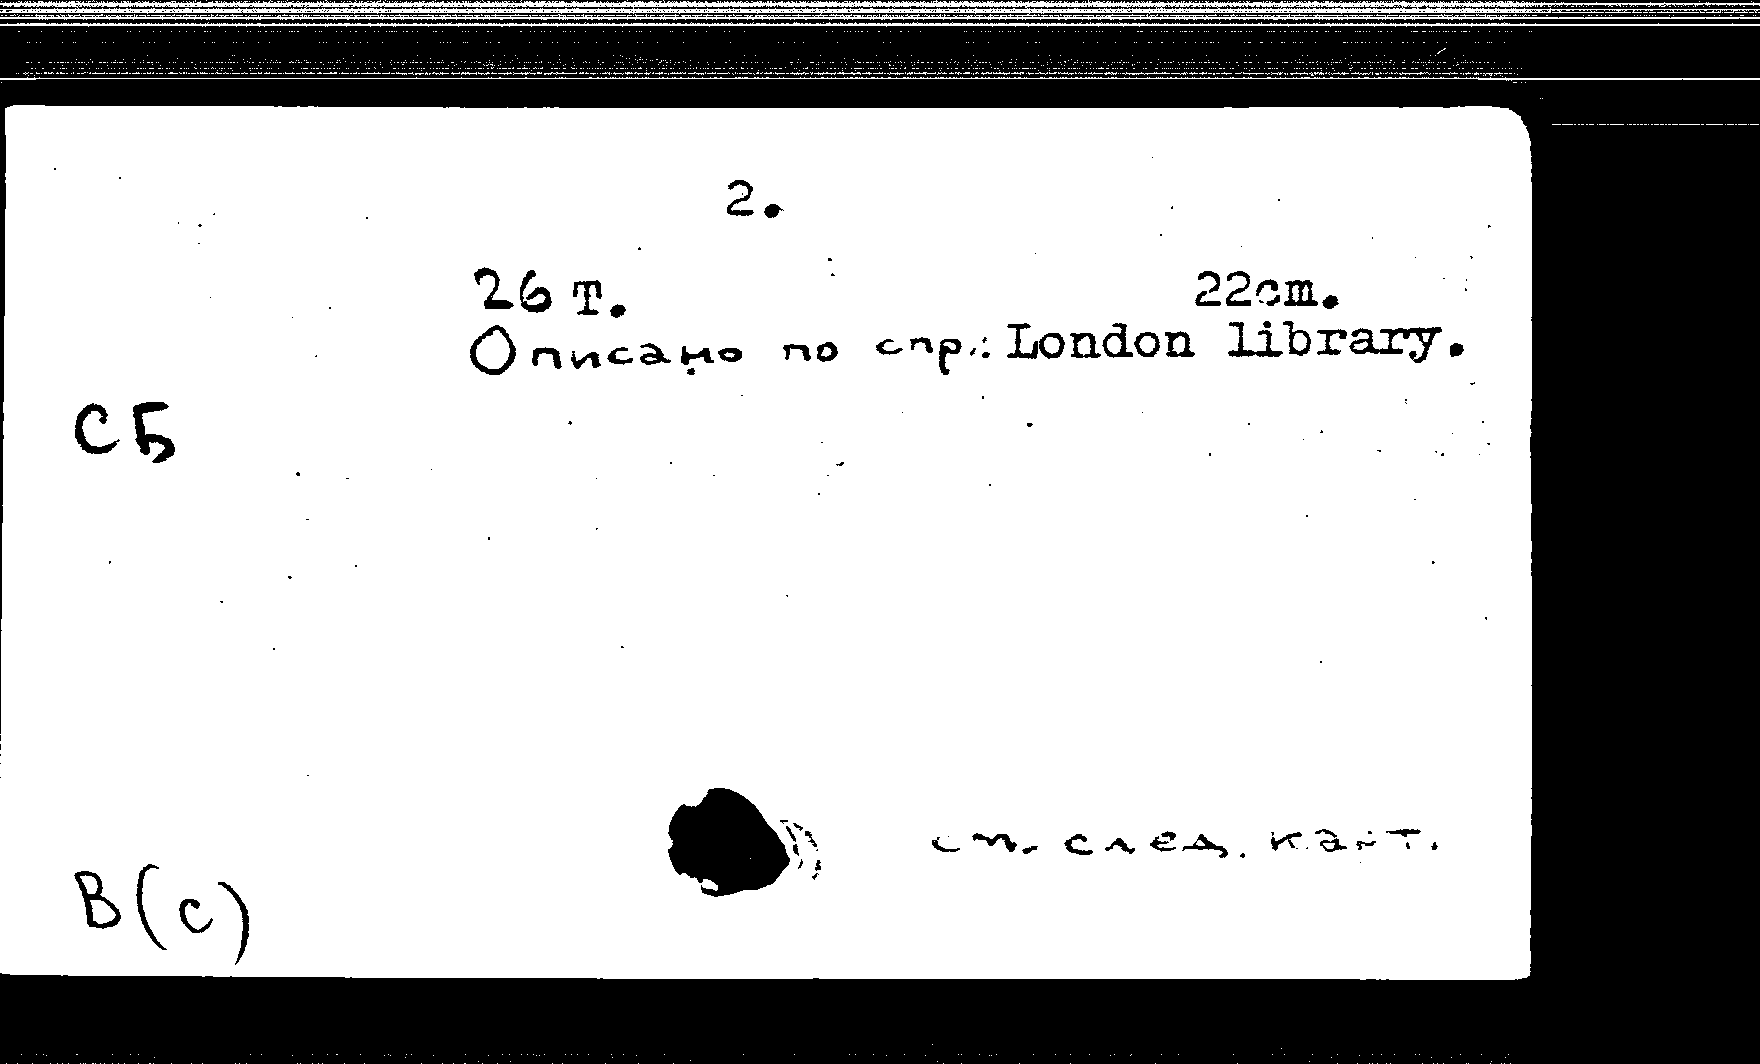 2.
26 т. 22cm.
Описано по спр.: London library.
СБ
см. след. карт.
В(с)